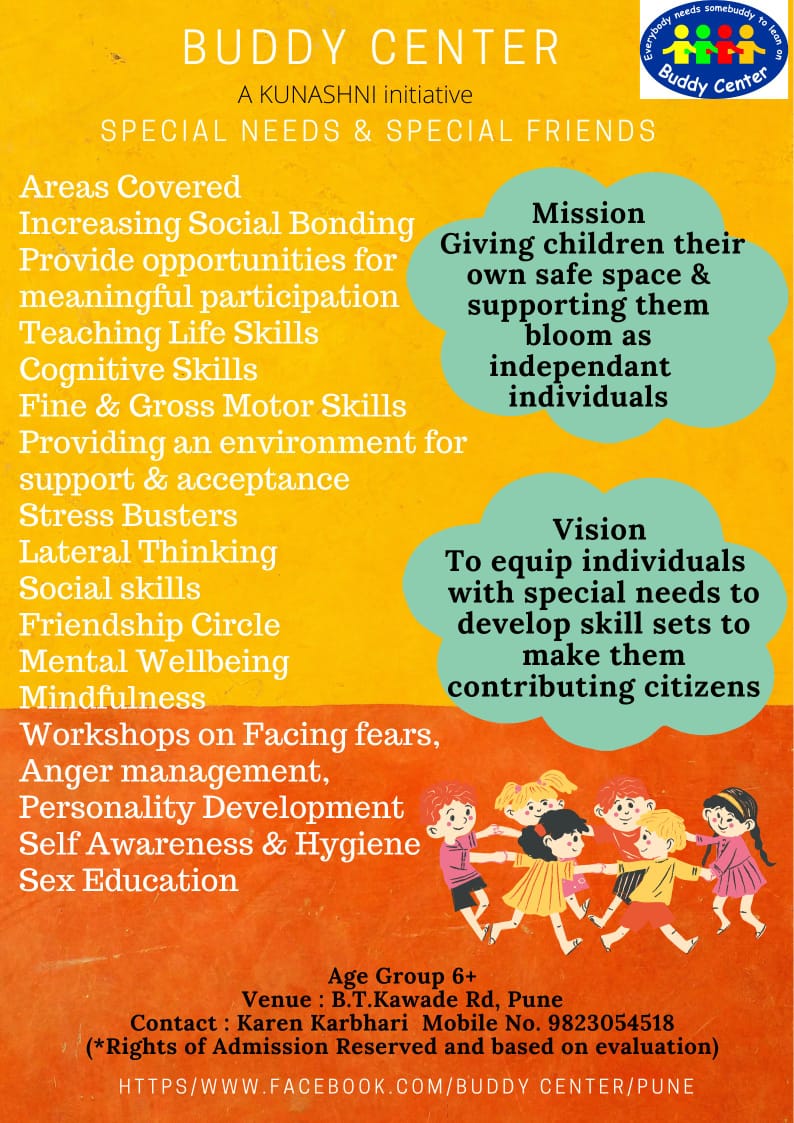 BUDDY CENTER
A KUNASHNI initiative
SPECIAL NEEDS & SPECIAL FRIENDS
Everybody needs somebuddy to lean on
Buddy Center
Areas Covered
Increasing Social Bonding
Provide opportunities for
meaningful participation
Teaching Life Skills
Cognitive Skills
Fine & Gross Motor Skills
Providing an environment for
support & acceptance
Stress Busters
Lateral Thinking
Social skills
Friendship Circle
Mental Wellbeing
Mindfulness
Workshops on Facing fears,
Anger management,
Personality Development
Self Awareness & Hygiene
Sex Education
Mission
Giving children their
own safe space &
supporting them
bloom as
independant
individuals
Vision
To equip individuals
with special needs to
develop skill sets to
make them
contributing citizens
Age Group 6+
Venue : B.T.Kawade Rd, Pune
Contact : Karen Karbhari Mobile No. 9823054518
(*Rights of Admission Reserved and based on evaluation)
HTTPS/WWW.FACEBOOK.COM/BUDDY CENTER/PUNE